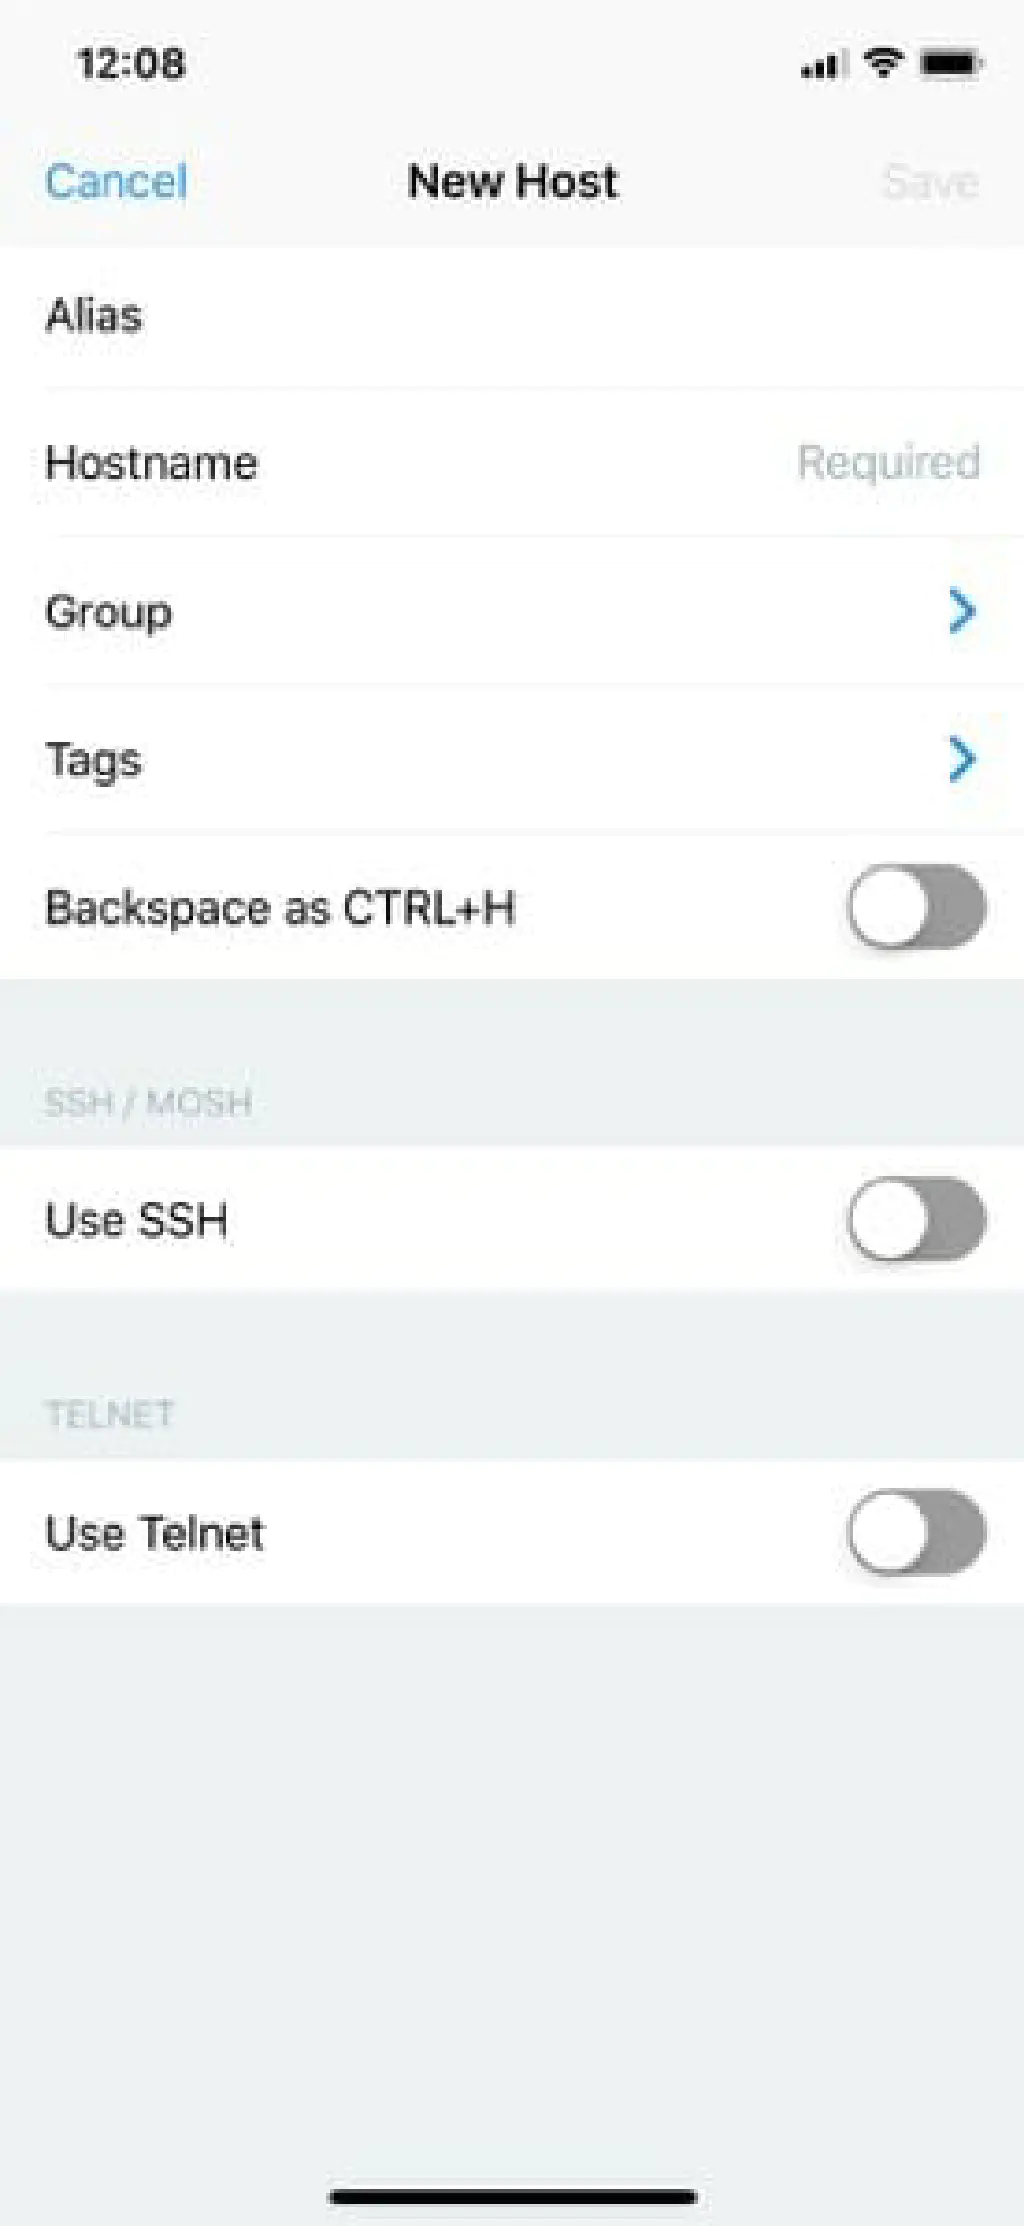 12:08
Cancel New Host Save
Alias
Hostname Required
Group
Tags
Backspace as CTRL+H
SSH / MOSH
Use SSH
TELNET
Use Telnet